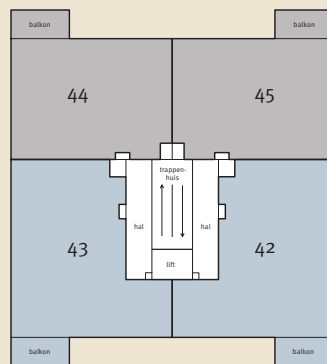 balkon balkon
44 45
trappen-
huis
hal hal
43 42
lift
balkon balkon